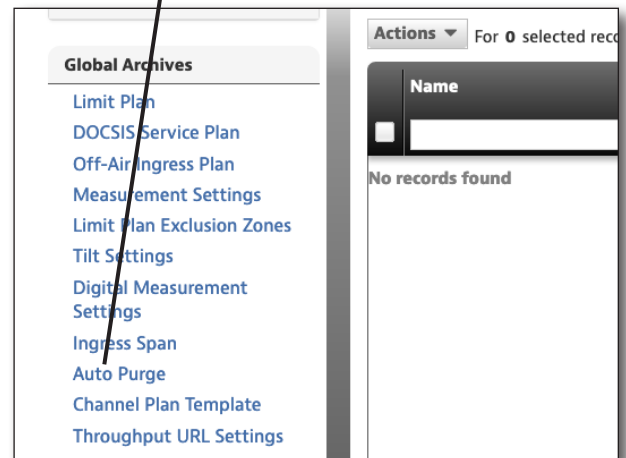 Actions
For 0 selected
Global Archives
Name
Limit Plan
DOCSIS Service Plan
Off-Air Ingress Plan
No records found
Measurement Settings
Limit Plan Exclusion Zones
Tilt Settings
Digital Measurement
Settings
Ingress Span
Auto Purge
Channel Plan Template
Throughput URL Settings